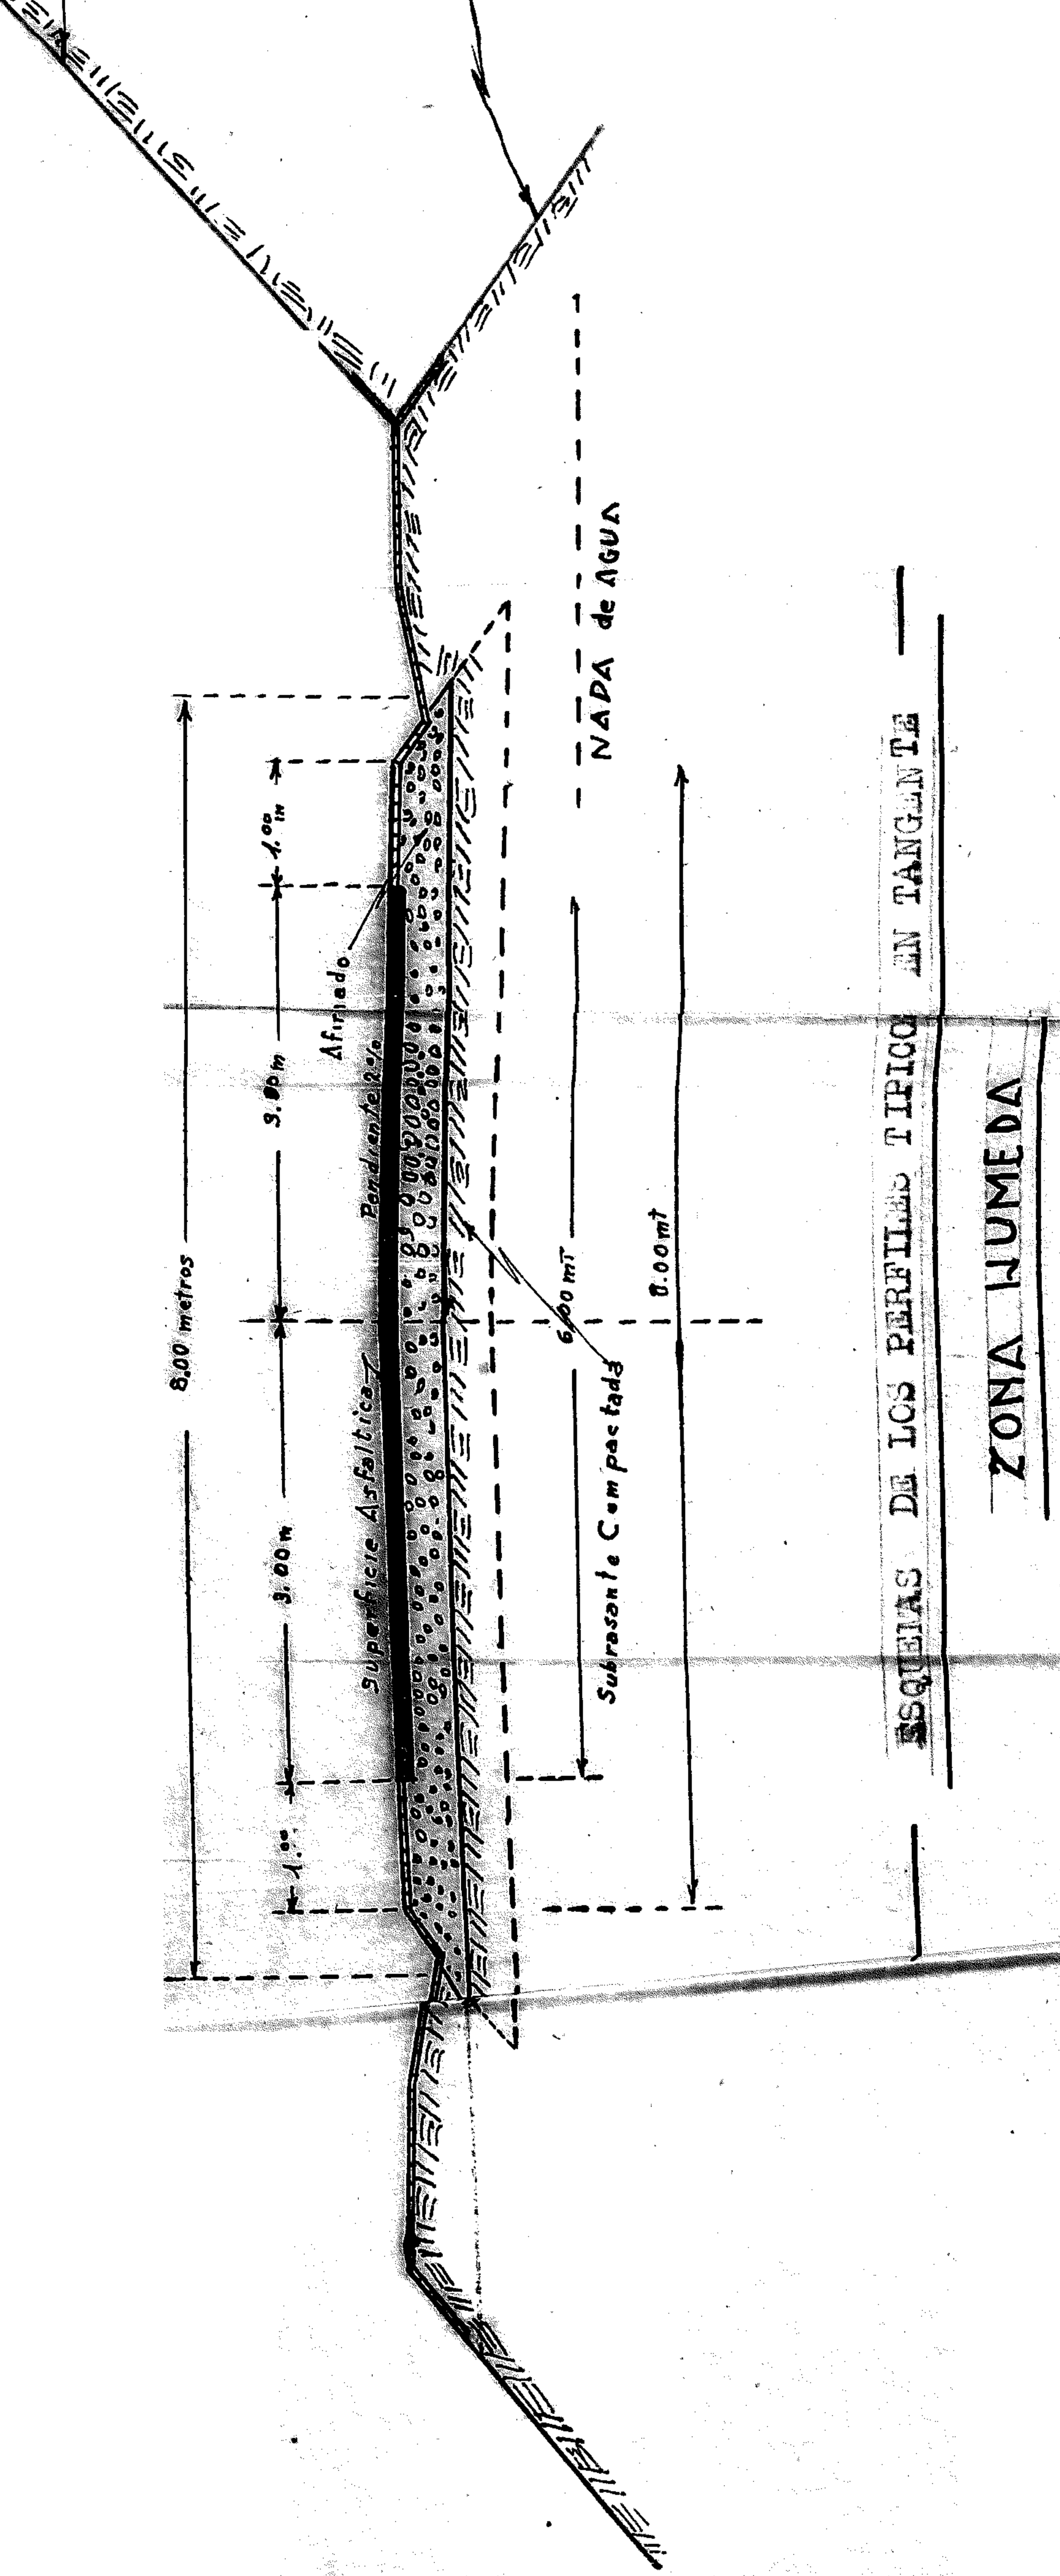 8.00 metros
3.00 m
3.00 m
1.00
1.00 m
Superficie Asfaltica
Pendiente 2%
Afirmado
6.00 mT
NADA de AGUA
Subrasante Compactada
8.00 mT
ESQUEMAS DE LOS PERFILES TIPICOS EN TANGENTE
ZONA HUMEDA